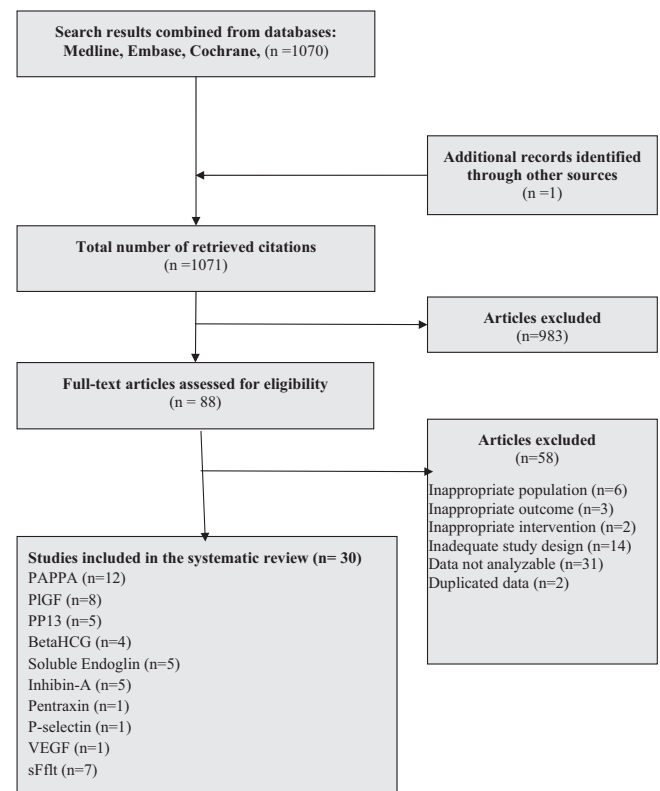 Search results combined from databases:
Medline, Embase, Cochrane, (n =1070)
Additional records identified
through other sources
(n =1)
Total number of retrieved citations
(n =1071)
Articles excluded
(n=983)
Full-text articles assessed for eligibility
(n = 88)
Articles excluded
(n=58)
Inappropriate population (n=6)
Inappropriate outcome (n=3)
Inappropriate intervention (n=2)
Inadequate study design (n=14)
Data not analyzable (n=31)
Duplicated data (n=2)
Studies included in the systematic review (n= 30)
PAPPA (n=12)
PlGF (n=8)
PP13 (n=5)
BetaHCG (n=4)
Soluble Endoglin (n=5)
Inhibin-A (n=5)
Pentraxin (n=1)
P-selectin (n=1)
VEGF (n=1)
sFflt (n=7)